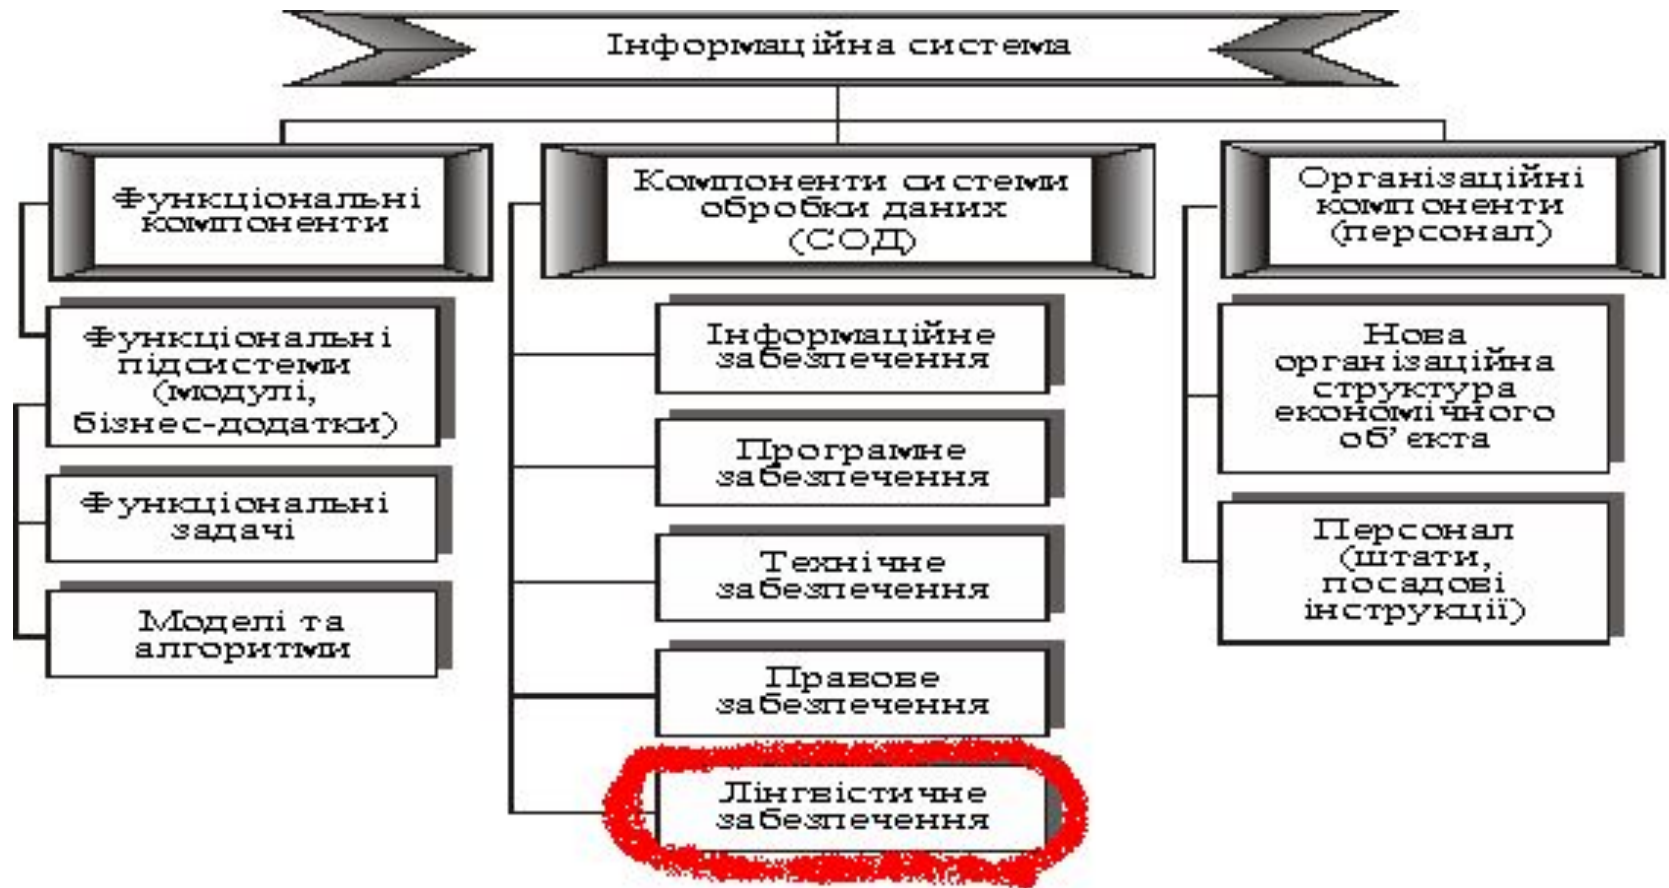 Інформаційна система
Функціональні
компоненти
Функціональні
підсистеми
(модулі,
бізнес-додатки)
Функціональні
задачі
Моделі та
алгоритми
Компоненти системи
обробки даних
(СОД)
Інформаційне
забезпечення
Програмне
забезпечення
Технічне
забезпечення
Правове
забезпечення
Лінгвістичне
забезпечення
Організаційні
компоненти
(персонал)
Нова
організаційна
структура
економічного
об’єкта
Персонал
(штати,
посадові
інструкції)